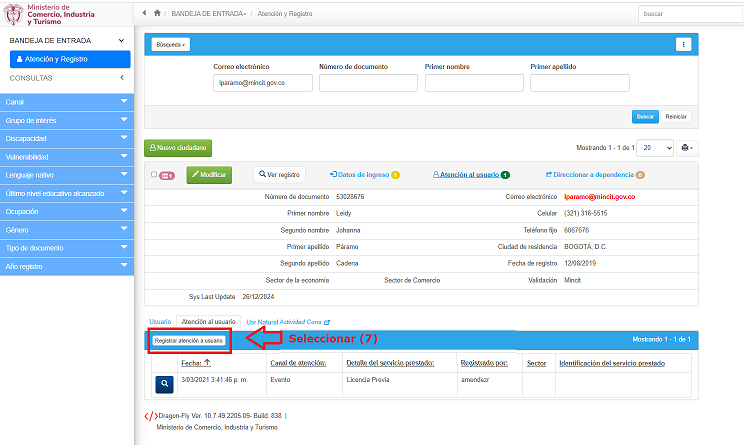 Ministerio de
Comercio, Industria
y Turismo
BANDEJA DE ENTRADA
Atención y Registro
CONSULTAS
Canal
Grupo de interés
Discapacidad
Vulnerabilidad
Lenguaje nativo
Último nivel educativo alcanzado
Ocupación
Género
Tipo de documento
Año registro
/ BANDEJA DE ENTRADA / Atención y Registro
buscar
Búsqueda
Correo electrónico Número de documento Primer nombre Primer apellido
lparamo@mincit.gov.co
Buscar Reiniciar
Nuevo ciudadano
Mostrando 1 - 1 de 1 20
1 Modificar Ver registro Datos de ingreso 1 Atención al usuario 1 Direccionar a dependencia 0
Número de documento 53028676 Correo electrónico lparamo@mincit.gov.co
Primer nombre Leidy Celular (321) 316-5515
Segundo nombre Johanna Teléfono fijo 6067676
Primer apellido Páramo Ciudad de residencia BOGOTÁ, D.C.
Segundo apellido Cadena Fecha de registro 12/08/2019
Sector de la economía Sector de Comercio Validación Mincit
Sys Last Update 26/12/2024
Usuario Atención al usuario Usr Natural Actividad Cons
Registrar atención a usuario Seleccionar (7) Mostrando 1 - 1 de 1
Fecha: Canal de atención: Detalle del servicio prestado: Registrado por: Sector Identificación del servicio prestado
3/03/2021 3:41:46 p. m. Evento Licencia Previa amendezr
</>Dragon-Fly Ver. 10.7.49.2205.09- Build: 838 |
Ministerio de Comercio, Industria y Turismo